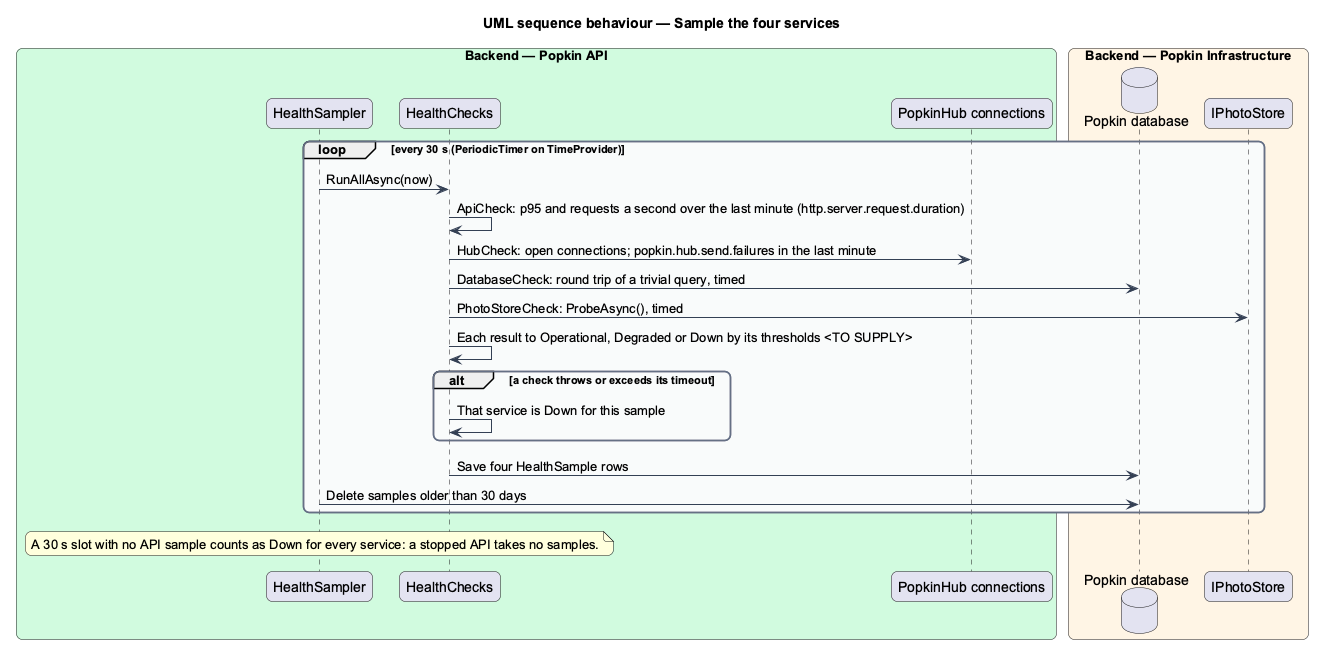 UML sequence behaviour — Sample the four services
Backend — Popkin API
Backend — Popkin Infrastructure
HealthSampler
HealthChecks
PopkinHub connections
Popkin database
IPhotoStore
loop
[every 30 s (PeriodicTimer on TimeProvider)]
RunAllAsync(now)
ApiCheck: p95 and requests a second over the last minute (http.server.request.duration)
HubCheck: open connections; popkin.hub.send.failures in the last minute
DatabaseCheck: round trip of a trivial query, timed
PhotoStoreCheck: ProbeAsync(), timed
Each result to Operational, Degraded or Down by its thresholds <TO SUPPLY>
alt
[a check throws or exceeds its timeout]
That service is Down for this sample
Save four HealthSample rows
Delete samples older than 30 days
A 30 s slot with no API sample counts as Down for every service: a stopped API takes no samples.
HealthSampler
HealthChecks
PopkinHub connections
Popkin database
IPhotoStore